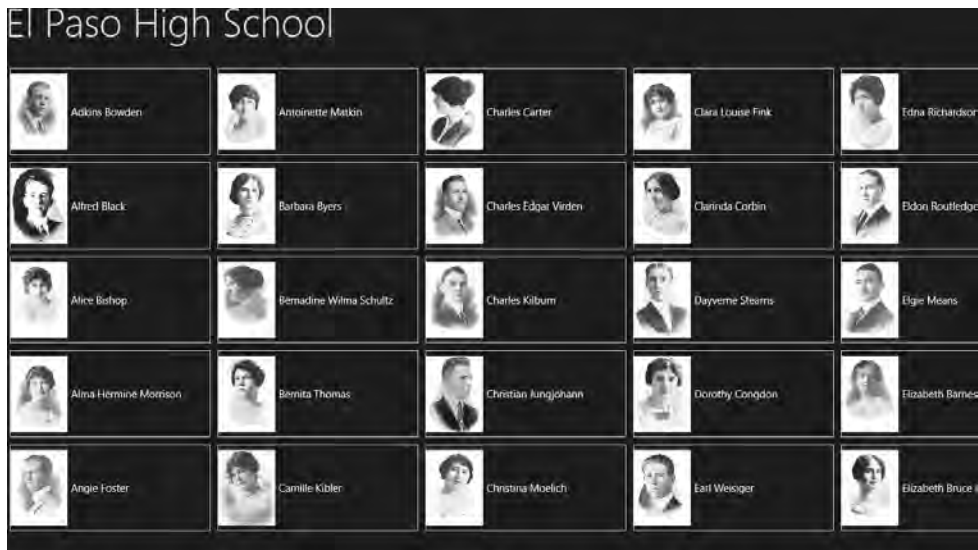 El Paso High School
Adkins Bowden
Antoinette Matkin
Charles Carter
Clara Louise Fink
Edna Richardson
Alfred Black
Barbara Byers
Charles Edgar Virden
Clarinda Corbin
Eldon Routledge
Alice Bishop
Bernadine Wilma Schultz
Charles Kilburn
Dayverne Stearns
Elgie Means
Alma Hermine Morrison
Bernita Thomas
Christian Jungjohann
Dorothy Congdon
Elizabeth Barnes
Angie Foster
Camille Kibler
Christina Moelich
Earl Weisiger
Elizabeth Bruce